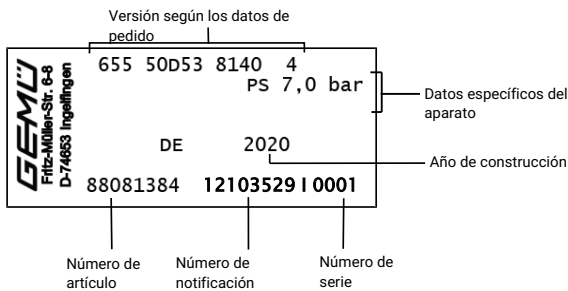 Versión según los datos de
pedido
GEMÜ
Fritz-Müller-Str. 6-8
D-74653 Ingelfingen
655 50D53 8140 4
PS 7,0 bar
Datos específicos del
aparato
DE 2020
Año de construcción
88081384 12103529 I 0001
Número de
artículo
Número de
notificación
Número de
serie